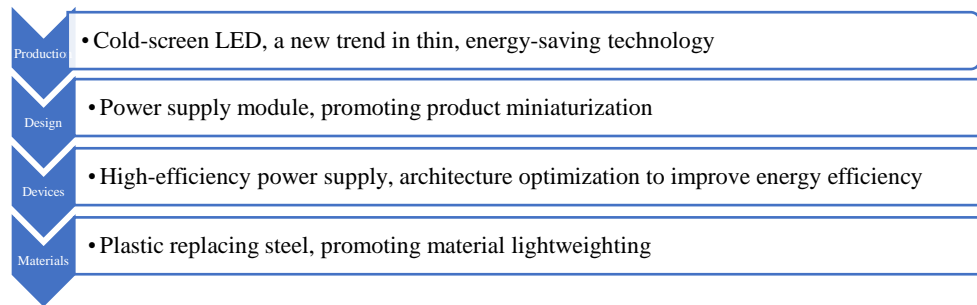 Production
• Cold-screen LED, a new trend in thin, energy-saving technology
Design
• Power supply module, promoting product miniaturization
Devices
• High-efficiency power supply, architecture optimization to improve energy efficiency
Materials
• Plastic replacing steel, promoting material lightweighting